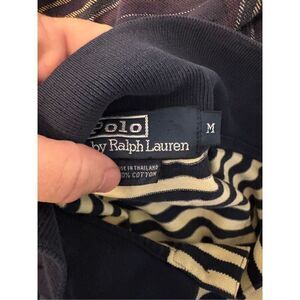 Polo
by Ralph Lauren
M
MADE IN THAILAND
100% COTTON